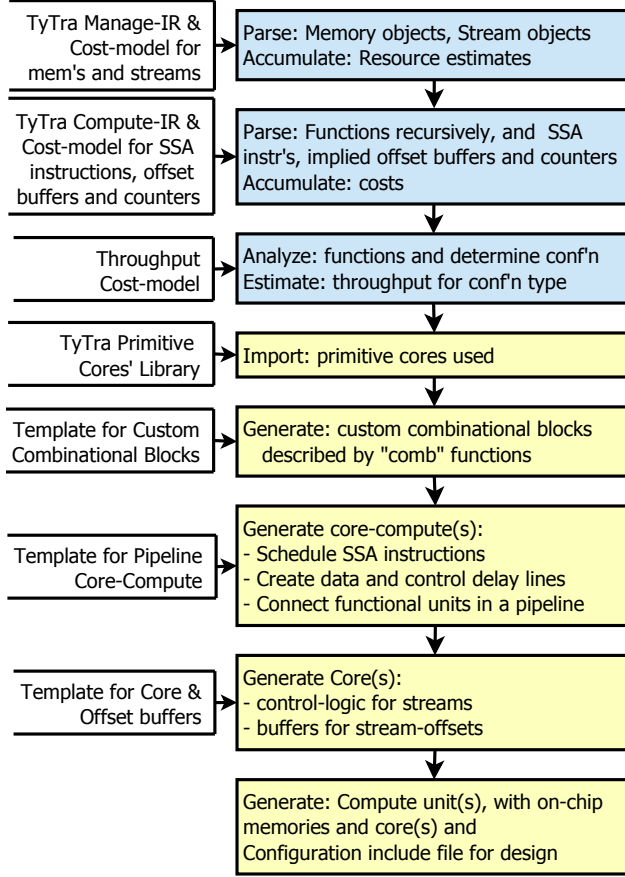 TyTra Manage-IR &
Cost-model for
mem's and streams
Parse: Memory objects, Stream objects
Accumulate: Resource estimates
TyTra Compute-IR &
Cost-model for SSA
instructions, offset
buffers and counters
Parse: Functions recursively, and SSA
instr's, implied offset buffers and counters
Accumulate: costs
Throughput
Cost-model
Analyze: functions and determine conf'n
Estimate: throughput for conf'n type
TyTra Primitive
Cores' Library
Import: primitive cores used
Template for Custom
Combinational Blocks
Generate: custom combinational blocks
described by "comb" functions
Template for Pipeline
Core-Compute
Generate core-compute(s):
- Schedule SSA instructions
- Create data and control delay lines
- Connect functional units in a pipeline
Template for Core &
Offset buffers
Generate Core(s):
- control-logic for streams
- buffers for stream-offsets
Generate: Compute unit(s), with on-chip
memories and core(s) and
Configuration include file for design